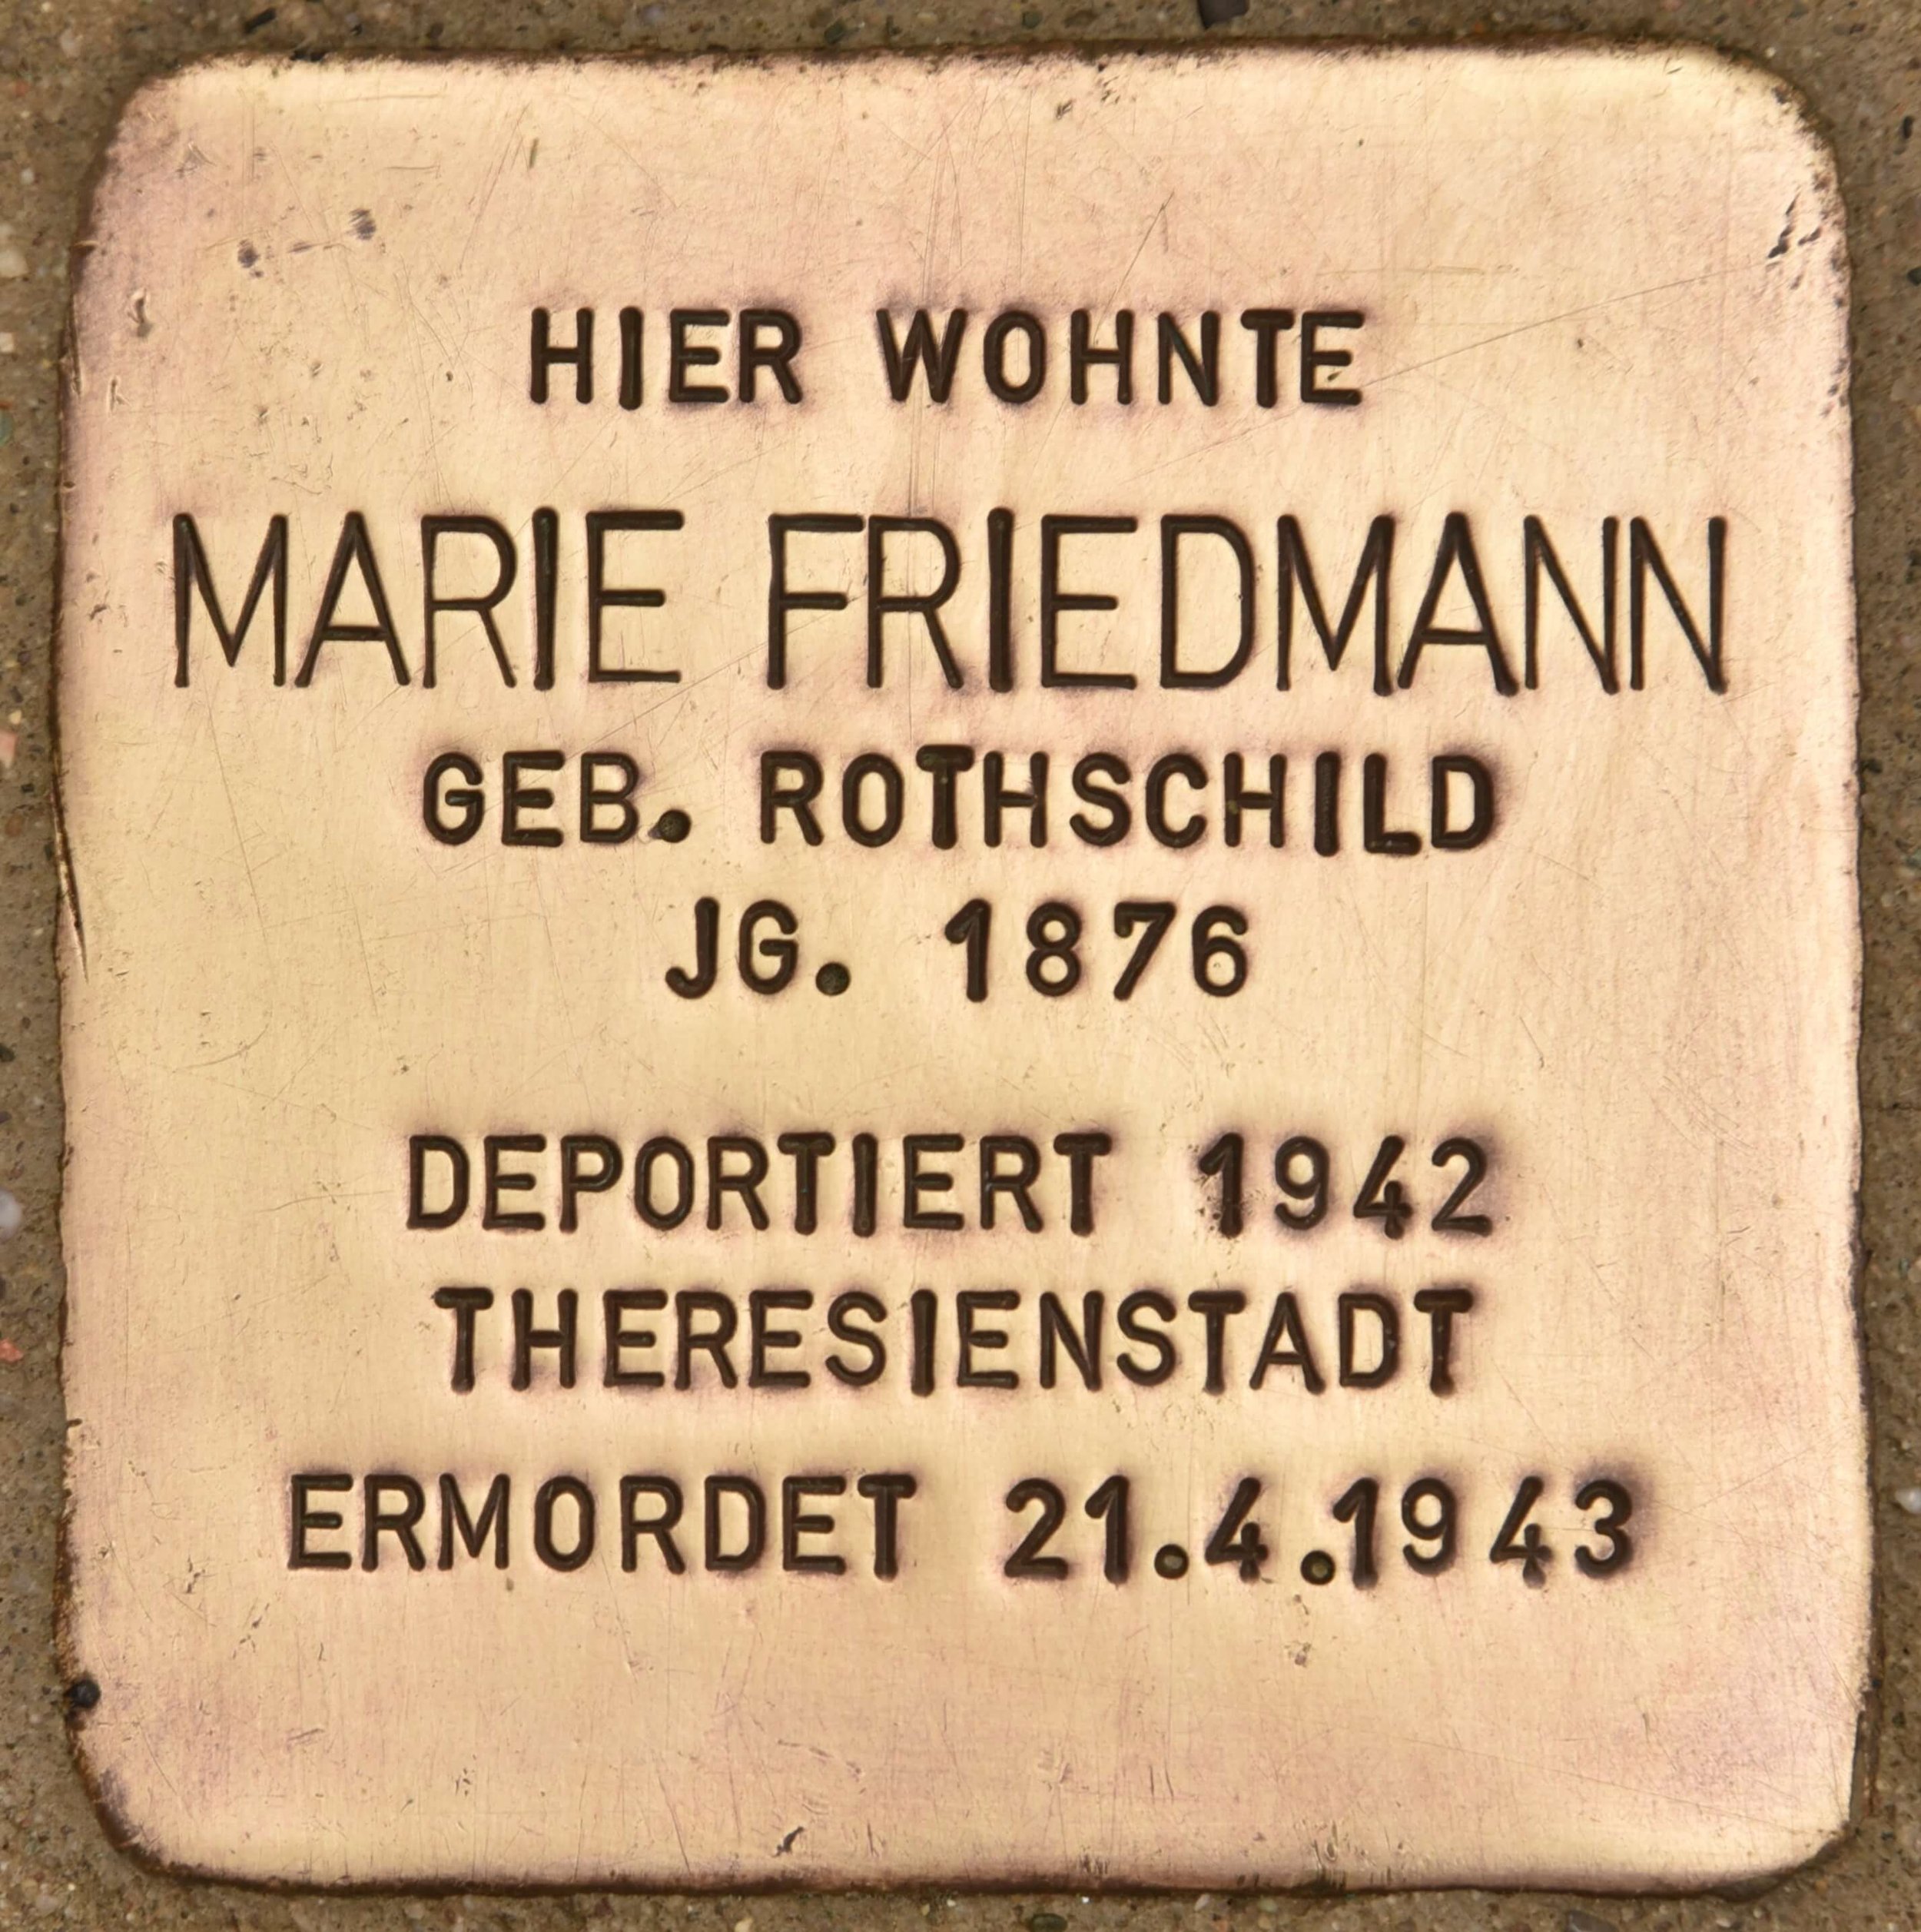 HIER WOHNTE
MARIE FRIEDMANN
GEB. ROTHSCHILD
JG. 1876
DEPORTIERT 1942
THERESIENSTADT
ERMORDET 21.4.1943